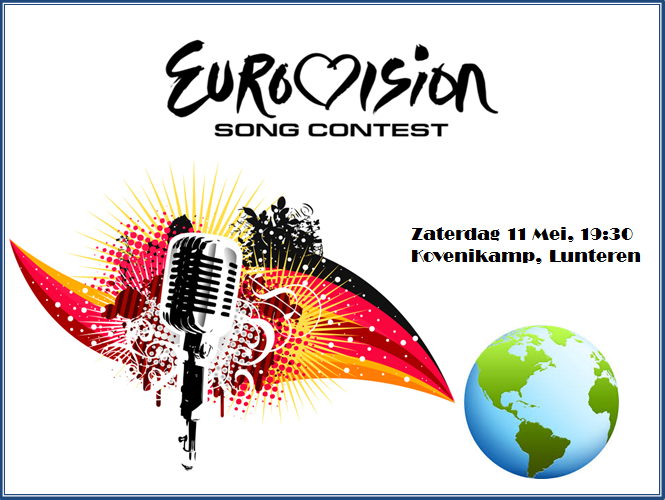 EUROVISION
SONG CONTEST
Zaterdag 11 Mei, 19:30
Kovenikamp, Lunteren